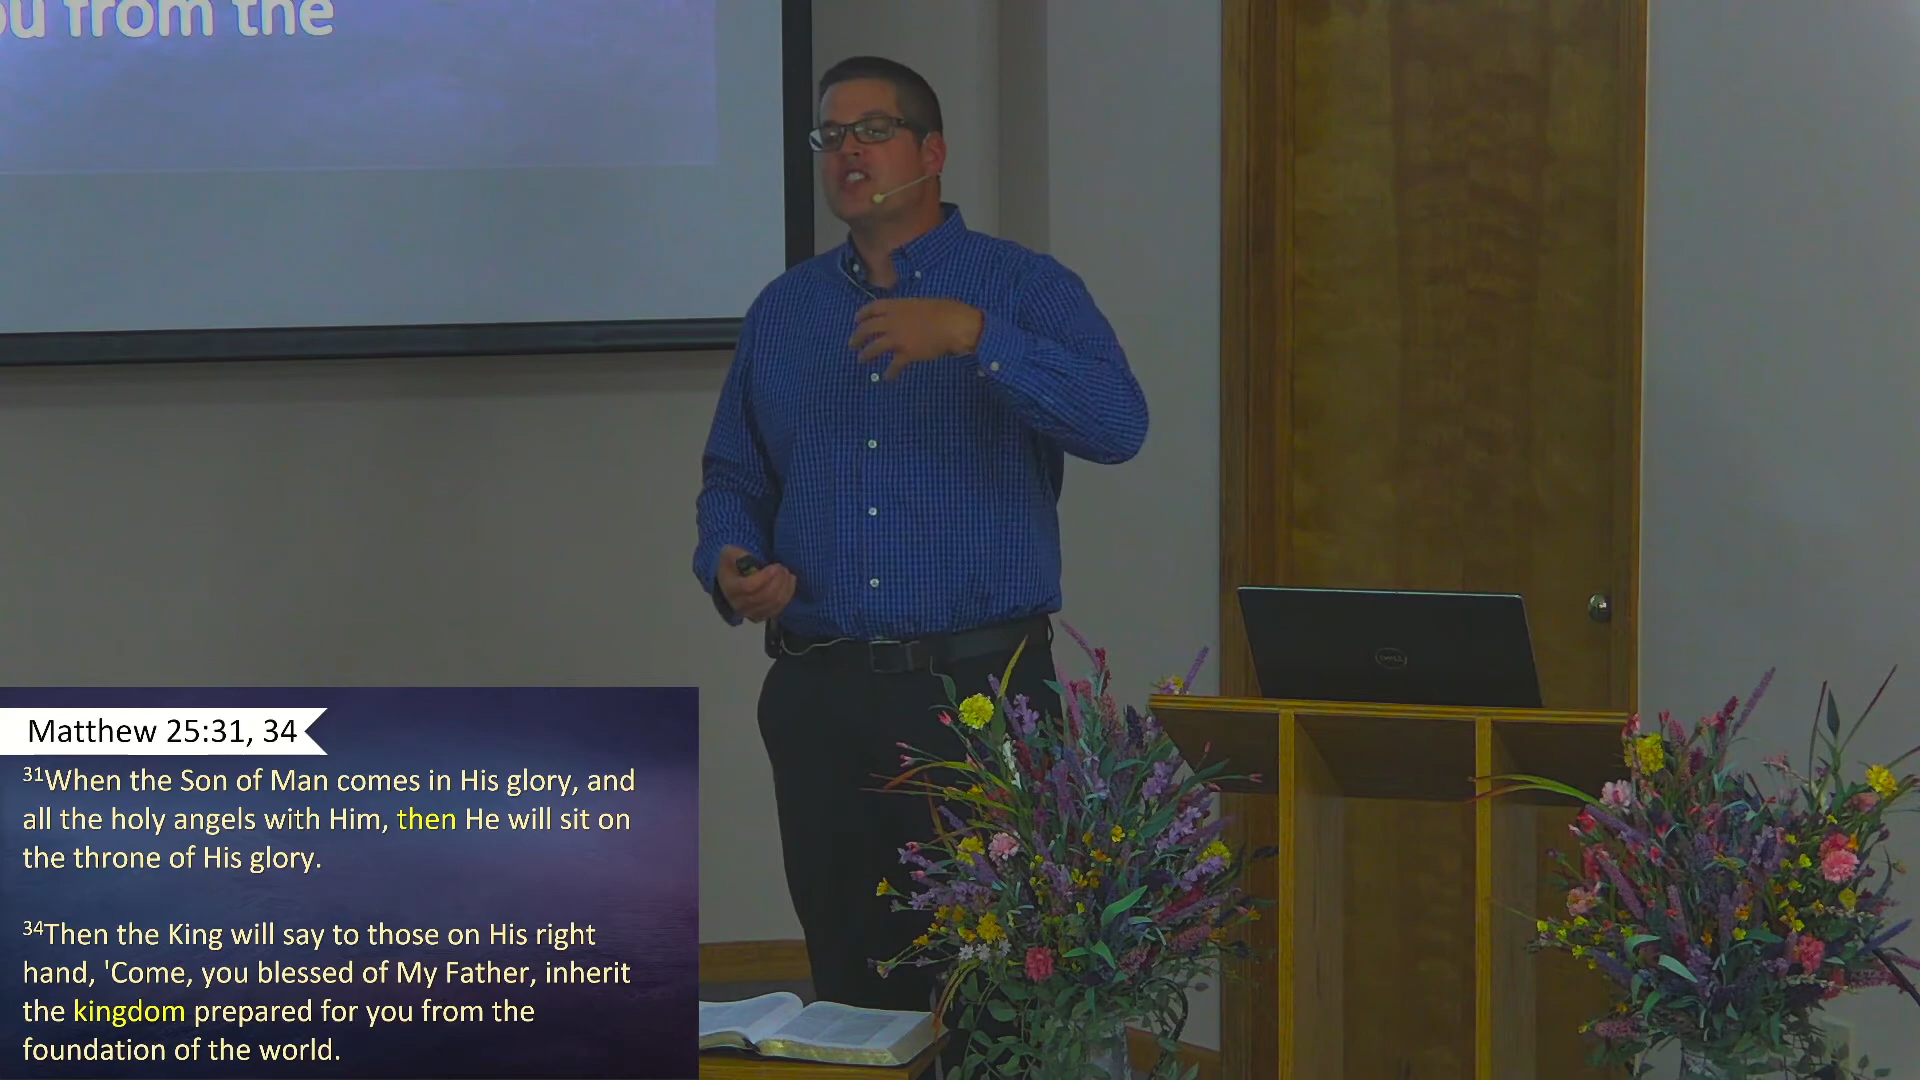 ou from the
Matthew 25:31, 34
31When the Son of Man comes in His glory, and
all the holy angels with Him, then He will sit on
the throne of His glory.
34Then the King will say to those on His right
hand, 'Come, you blessed of My Father, inherit
the kingdom prepared for you from the
foundation of the world.
DELL